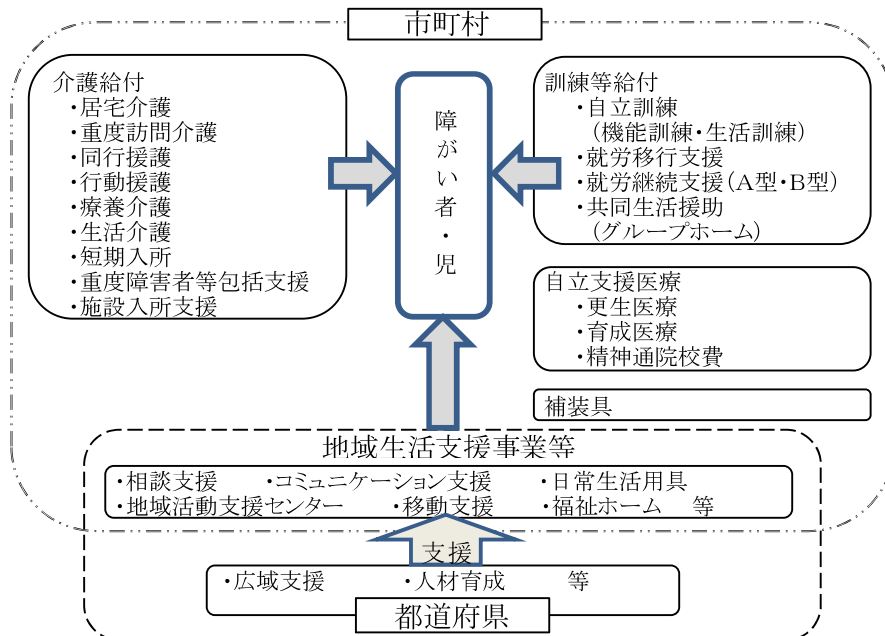 市町村
介護給付
・居宅介護
・重度訪問介護
・同行援護
・行動援護
・療養介護
・生活介護
・短期入所
・重度障害者等包括支援
・施設入所支援
障がい者・児
訓練等給付
・自立訓練
(機能訓練・生活訓練)
・就労移行支援
・就労継続支援(A型・B型)
・共同生活援助
(グループホーム)
自立支援医療
・更生医療
・育成医療
・精神通院校費
補装具
地域生活支援事業等
・相談支援 ・コミュニケーション支援 ・日常生活用具
・地域活動支援センター ・移動支援 ・福祉ホーム 等
支援
・広域支援 ・人材育成 等
都道府県